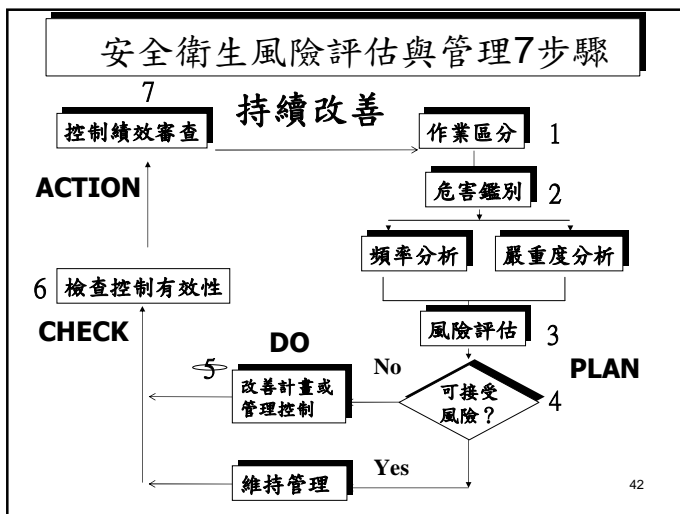 安全衛生風險評估與管理7步驟
7
持續改善
控制績效審查
作業區分
1
ACTION
危害鑑別
2
頻率分析
嚴重度分析
6
檢查控制有效性
風險評估
3
CHECK
DO
PLAN
5
改善計畫或
管理控制
No
可接受
風險？
4
維持管理
Yes
42